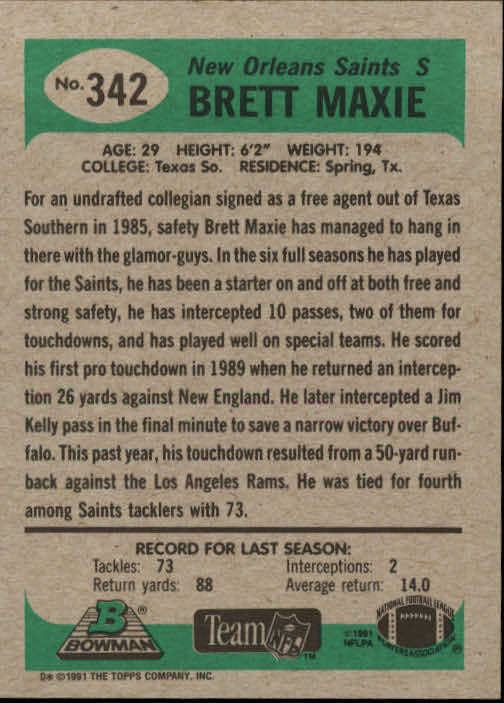 No. 342
New Orleans Saints S
BRETT MAXIE
AGE: 29 HEIGHT: 6'2" WEIGHT: 194
COLLEGE: Texas So. RESIDENCE: Spring, Tx.
For an undrafted collegian signed as a free agent out of Texas
Southern in 1985, safety Brett Maxie has managed to hang in
there with the glamor-guys. In the six full seasons he has played
for the Saints, he has been a starter on and off at both free and
strong safety, he has intercepted 10 passes, two of them for
touchdowns, and has played well on special teams. He scored
his first pro touchdown in 1989 when he returned an intercep-
tion 26 yards against New England. He later intercepted a Jim
Kelly pass in the final minute to save a narrow victory over Buf-
falo. This past year, his touchdown resulted from a 50-yard run-
back against the Los Angeles Rams. He was tied for fourth
among Saints tacklers with 73.
RECORD FOR LAST SEASON:
Tackles: 73 Interceptions: 2
Return yards: 88 Average return: 14.0
B ®
BOWMAN
Team NFL ™
© 1991
NFLPA
NATIONAL FOOTBALL LEAGUE
PLAYERS ASSOCIATION ®
D* ©1991 THE TOPPS COMPANY, INC.